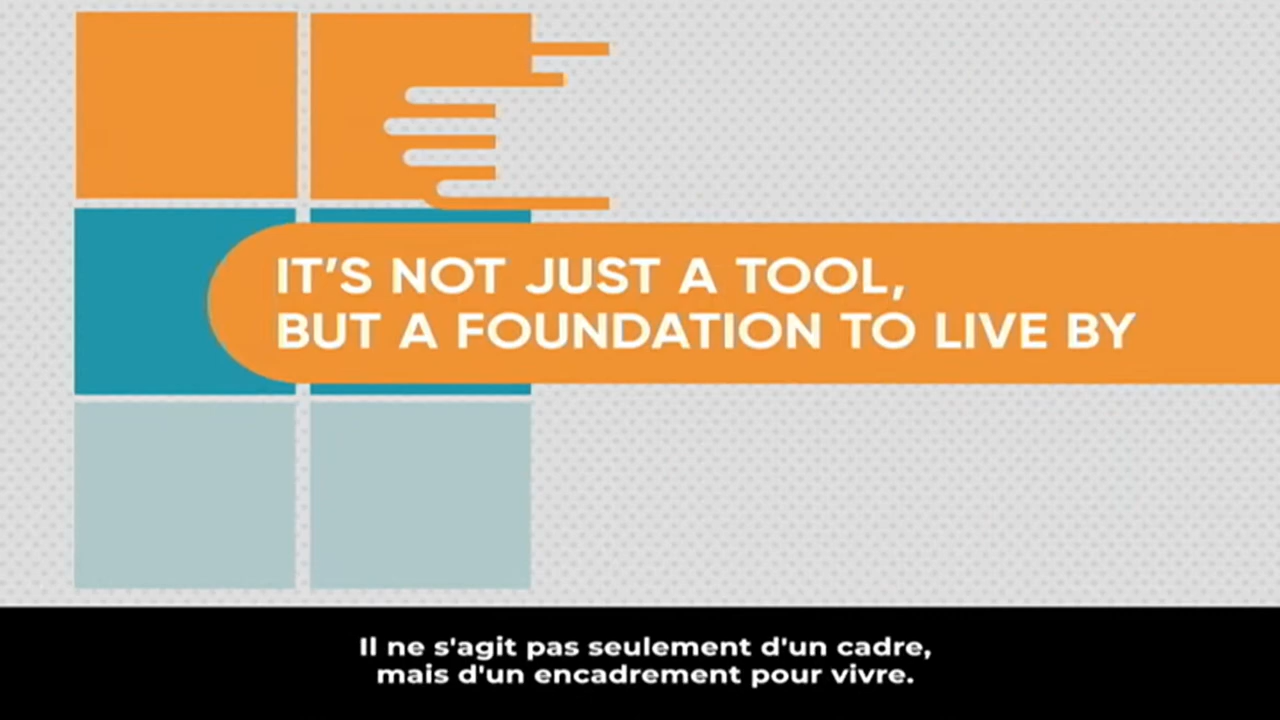 IT'S NOT JUST A TOOL,
BUT A FOUNDATION TO LIVE BY
Il ne s'agit pas seulement d'un cadre,
mais d'un encadrement pour vivre.